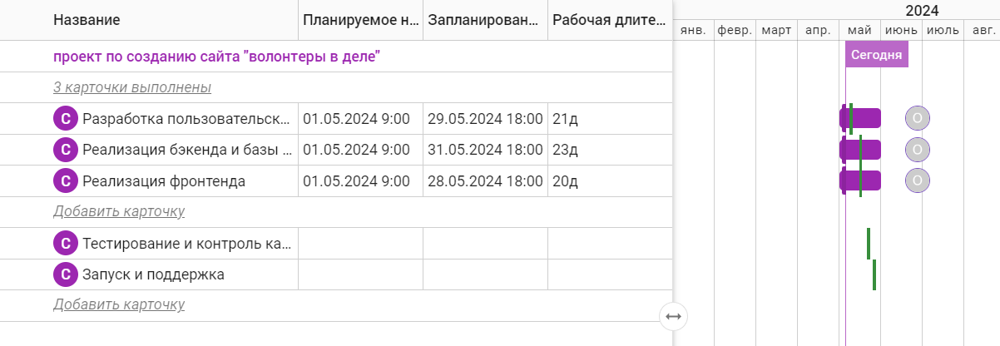 2024
Название Планируемое н... Запланирован... Рабочая длите...
янв. февр. март апр. май июнь июль авг.
проект по созданию сайта "волонтеры в деле"
Сегодня
3 карточки выполнены
С Разработка пользовательск... 01.05.2024 9:00 29.05.2024 18:00 21д О
С Реализация бэкенда и базы ... 01.05.2024 9:00 31.05.2024 18:00 23д О
С Реализация фронтенда 01.05.2024 9:00 28.05.2024 18:00 20д О
Добавить карточку
С Тестирование и контроль ка...
С Запуск и поддержка
Добавить карточку